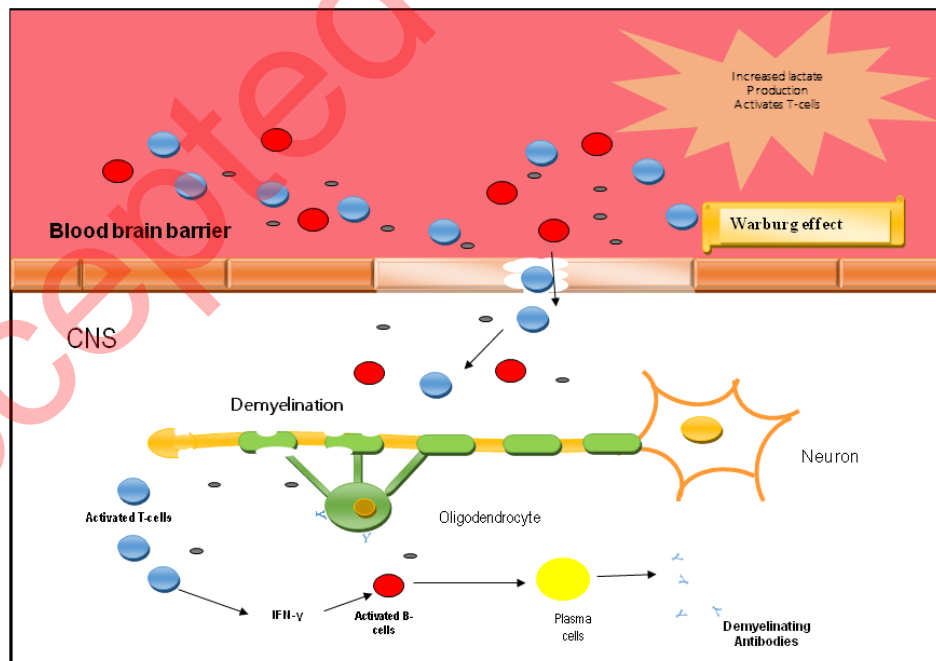 Increased lactate
Production
Activates T-cells
Blood brain barrier
Warburg effect
CNS
Demyelination
Neuron
Activated T-cells
Oligodendrocyte
IFN-γ
Activated B-
cells
Plasma
cells
Demyelinating
Antibodies
ccepted